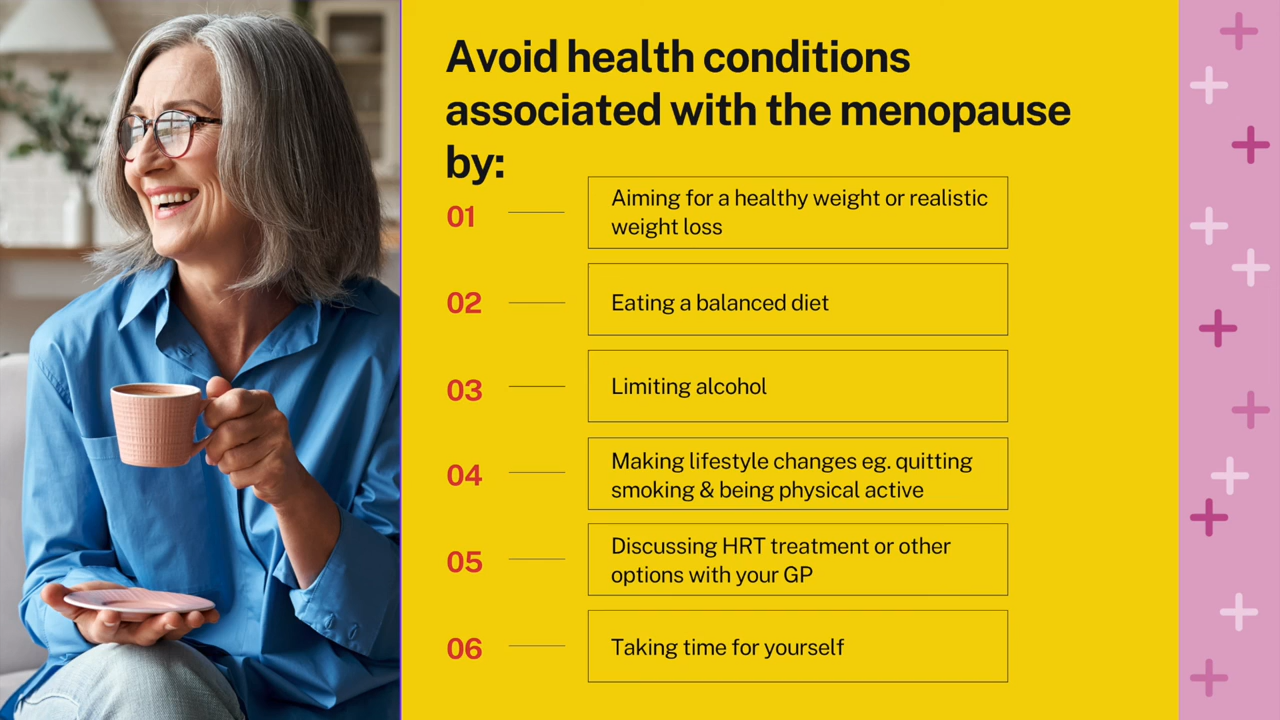 Avoid health conditions
associated with the menopause
by:
01
Aiming for a healthy weight or realistic
weight loss
02
Eating a balanced diet
03
Limiting alcohol
04
Making lifestyle changes eg. quitting
smoking & being physical active
05
Discussing HRT treatment or other
options with your GP
06
Taking time for yourself